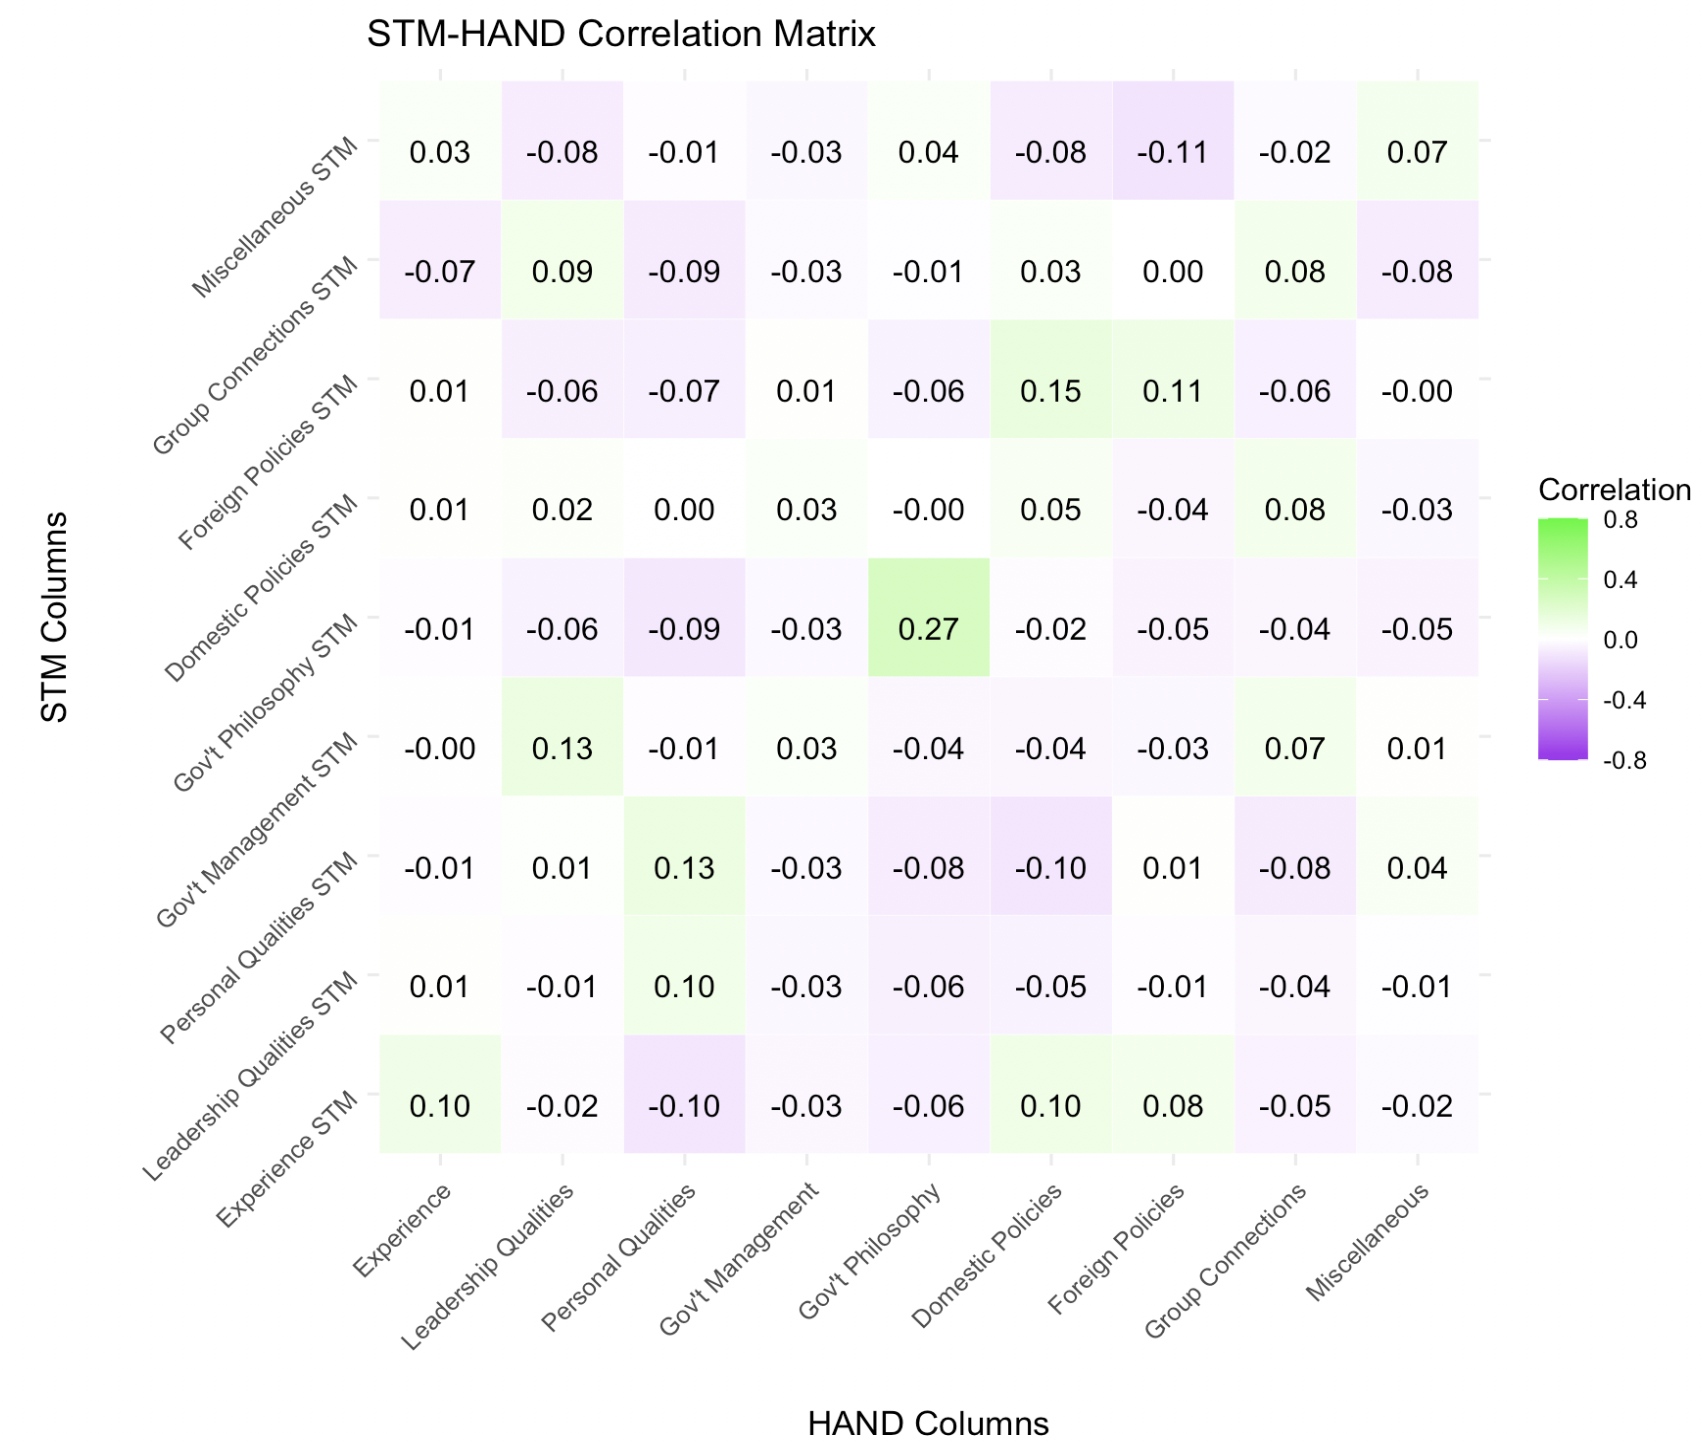 STM-HAND Correlation Matrix
STM Columns
Miscellaneous STM
0.03 -0.08 -0.01 -0.03 0.04 -0.08 -0.11 -0.02 0.07
Group Connections STM
-0.07 0.09 -0.09 -0.03 -0.01 0.03 0.00 0.08 -0.08
Foreign Policies STM
0.01 -0.06 -0.07 0.01 -0.06 0.15 0.11 -0.06 -0.00
Domestic Policies STM
0.01 0.02 0.00 0.03 -0.00 0.05 -0.04 0.08 -0.03
Gov't Philosophy STM
-0.01 -0.06 -0.09 -0.03 0.27 -0.02 -0.05 -0.04 -0.05
Gov't Management STM
-0.00 0.13 -0.01 0.03 -0.04 -0.04 -0.03 0.07 0.01
Personal Qualities STM
-0.01 0.01 0.13 -0.03 -0.08 -0.10 0.01 -0.08 0.04
Leadership Qualities STM
0.01 -0.01 0.10 -0.03 -0.06 -0.05 -0.01 -0.04 -0.01
Experience STM
0.10 -0.02 -0.10 -0.03 -0.06 0.10 0.08 -0.05 -0.02
Experience
Leadership Qualities
Personal Qualities
Gov't Management
Gov't Philosophy
Domestic Policies
Foreign Policies
Group Connections
Miscellaneous
HAND Columns
Correlation
0.8
0.4
0.0
-0.4
-0.8